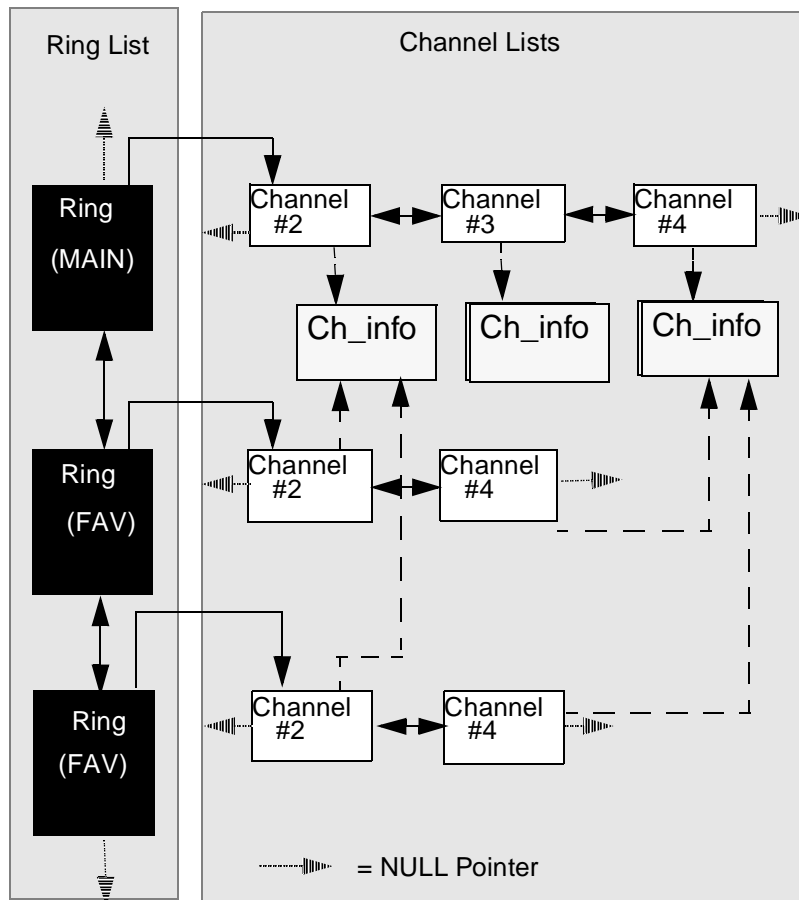 Ring List
Channel Lists
Ring
(MAIN)
Channel
#2
Channel
#3
Channel
#4
Ch_info
Ch_info
Ch_info
Ring
(FAV)
Channel
#2
Channel
#4
Ring
(FAV)
Channel
#2
Channel
#4
= NULL Pointer